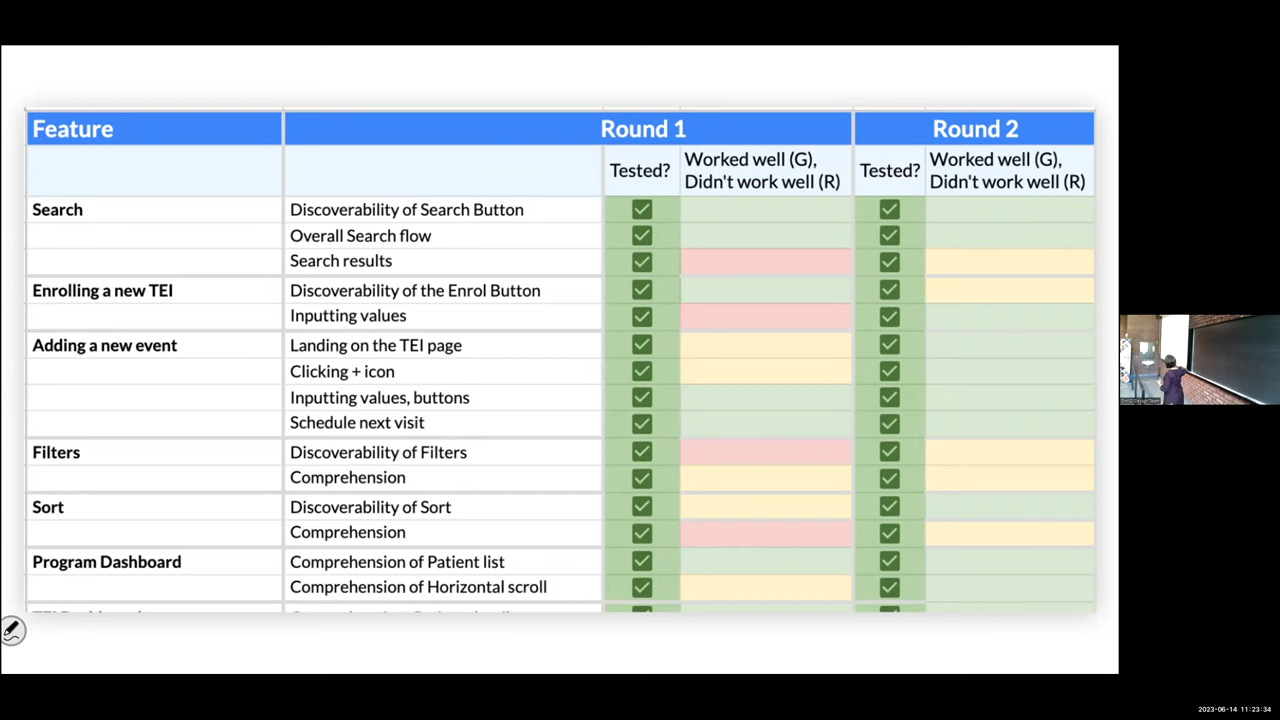 Feature Round 1 Round 2
Tested? Worked well (G), Didn't work well (R) Tested? Worked well (G), Didn't work well (R)
Search Discoverability of Search Button
Overall Search flow
Search results
Enrolling a new TEI Discoverability of the Enrol Button
Inputting values
Adding a new event Landing on the TEI page
Clicking + icon
Inputting values, buttons
Schedule next visit
Filters Discoverability of Filters
Comprehension
Sort Discoverability of Sort
Comprehension
Program Dashboard Comprehension of Patient list
Comprehension of Horizontal scroll
DHIS2 Design Team
2023-06-14 11:23:34